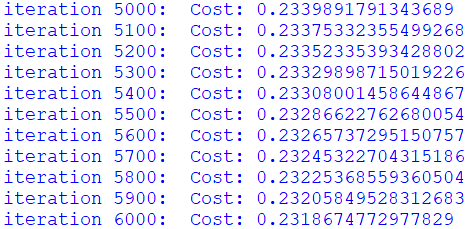 iteration 5000:  Cost: 0.2339891791343689
iteration 5100:  Cost: 0.23375332355499268
iteration 5200:  Cost: 0.23352335393428802
iteration 5300:  Cost: 0.23329898715019226
iteration 5400:  Cost: 0.23308001458644867
iteration 5500:  Cost: 0.23286622762680054
iteration 5600:  Cost: 0.23265737295150757
iteration 5700:  Cost: 0.23245322704315186
iteration 5800:  Cost: 0.23225368559360504
iteration 5900:  Cost: 0.23205849528312683
iteration 6000:  Cost: 0.2318674772977829